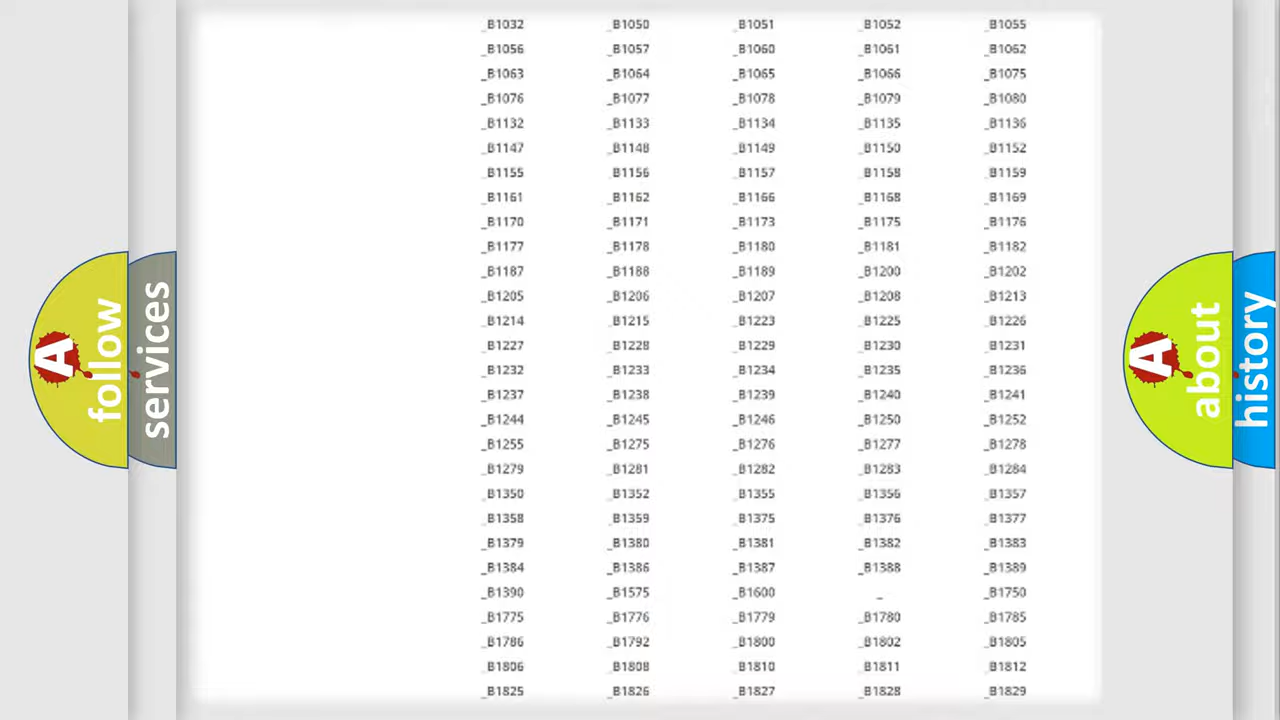 _B1032 _B1050 _B1051 _B1052 _B1055
_B1056 _B1057 _B1060 _B1061 _B1062
_B1063 _B1064 _B1065 _B1066 _B1075
_B1076 _B1077 _B1078 _B1079 _B1080
_B1132 _B1133 _B1134 _B1135 _B1136
_B1147 _B1148 _B1149 _B1150 _B1152
_B1155 _B1156 _B1157 _B1158 _B1159
_B1161 _B1162 _B1166 _B1168 _B1169
_B1170 _B1171 _B1173 _B1175 _B1176
_B1177 _B1178 _B1180 _B1181 _B1182
_B1187 _B1188 _B1189 _B1200 _B1202
_B1205 _B1206 _B1207 _B1208 _B1213
_B1214 _B1215 _B1223 _B1225 _B1226
_B1227 _B1228 _B1229 _B1230 _B1231
_B1232 _B1233 _B1234 _B1235 _B1236
_B1237 _B1238 _B1239 _B1240 _B1241
_B1244 _B1245 _B1246 _B1250 _B1252
_B1255 _B1275 _B1276 _B1277 _B1278
_B1279 _B1281 _B1282 _B1283 _B1284
_B1350 _B1352 _B1355 _B1356 _B1357
_B1358 _B1359 _B1375 _B1376 _B1377
_B1379 _B1380 _B1381 _B1382 _B1383
_B1384 _B1386 _B1387 _B1388 _B1389
_B1390 _B1575 _B1600 _ _B1750
_B1775 _B1776 _B1779 _B1780 _B1785
_B1786 _B1792 _B1800 _B1802 _B1805
_B1806 _B1808 _B1810 _B1811 _B1812
_B1825 _B1826 _B1827 _B1828 _B1829
A
follow
services
A
about
history